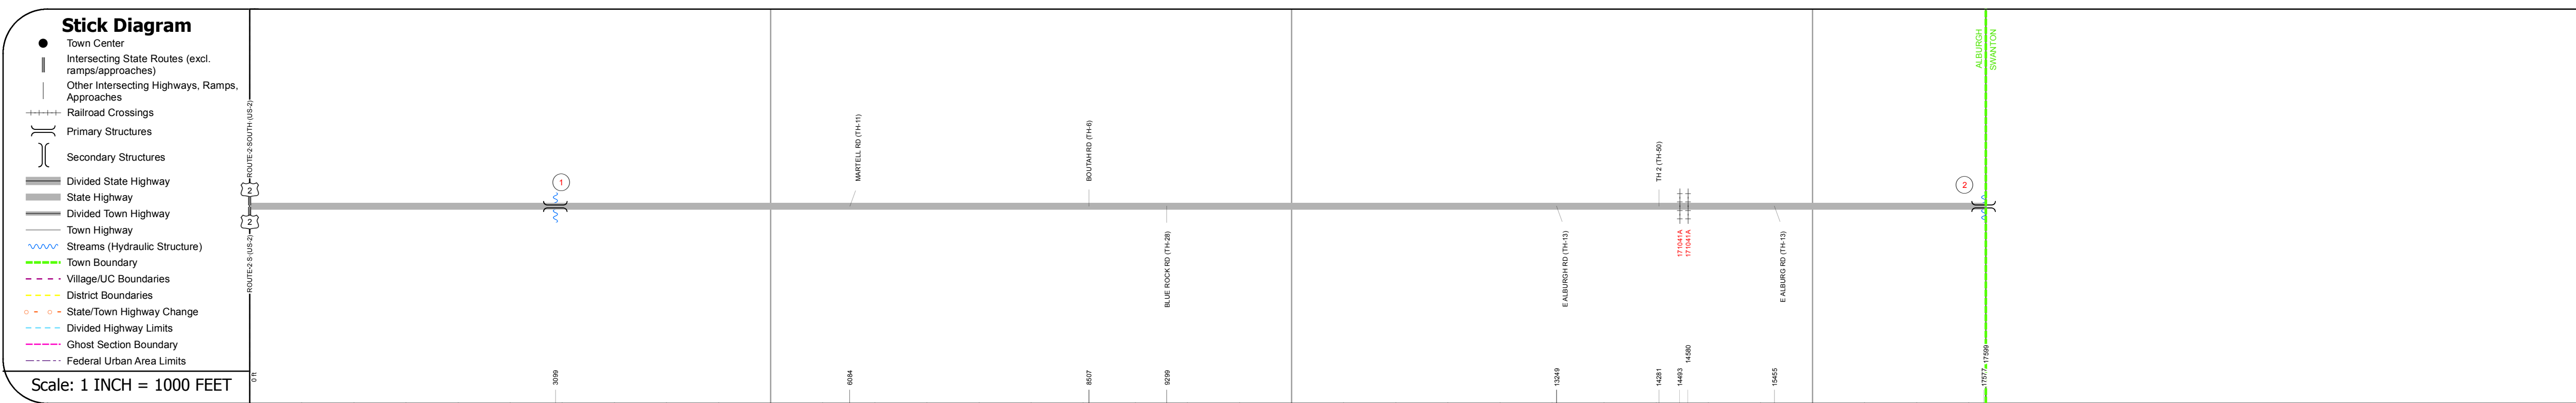 Stick Diagram
Town Center
Intersecting State Routes (excl.
ramps/approaches)
Other Intersecting Highways, Ramps,
Approaches
Railroad Crossings
Primary Structures
Secondary Structures
Divided State Highway
State Highway
Divided Town Highway
Town Highway
Streams (Hydraulic Structure)
Town Boundary
Village/UC Boundaries
District Boundaries
State/Town Highway Change
Divided Highway Limits
Ghost Section Boundary
Federal Urban Area Limits
Scale: 1 INCH = 1000 FEET
ROUTE-2 SOUTH (US-2)
2
2
ROUTE-2 S (US-2)
1
MARTELL RD (TH-11)
BOUTAH RD (TH-6)
BLUE ROCK RD (TH-28)
E ALBURGH RD (TH-13)
TH 2 (TH-50)
171041A
171041A
E ALBURG RD (TH-13)
2
ALBURGH
SWANTON
0 ft
3099
6084
8507
9299
13249
14281
14493
14580
15455
17577
17599